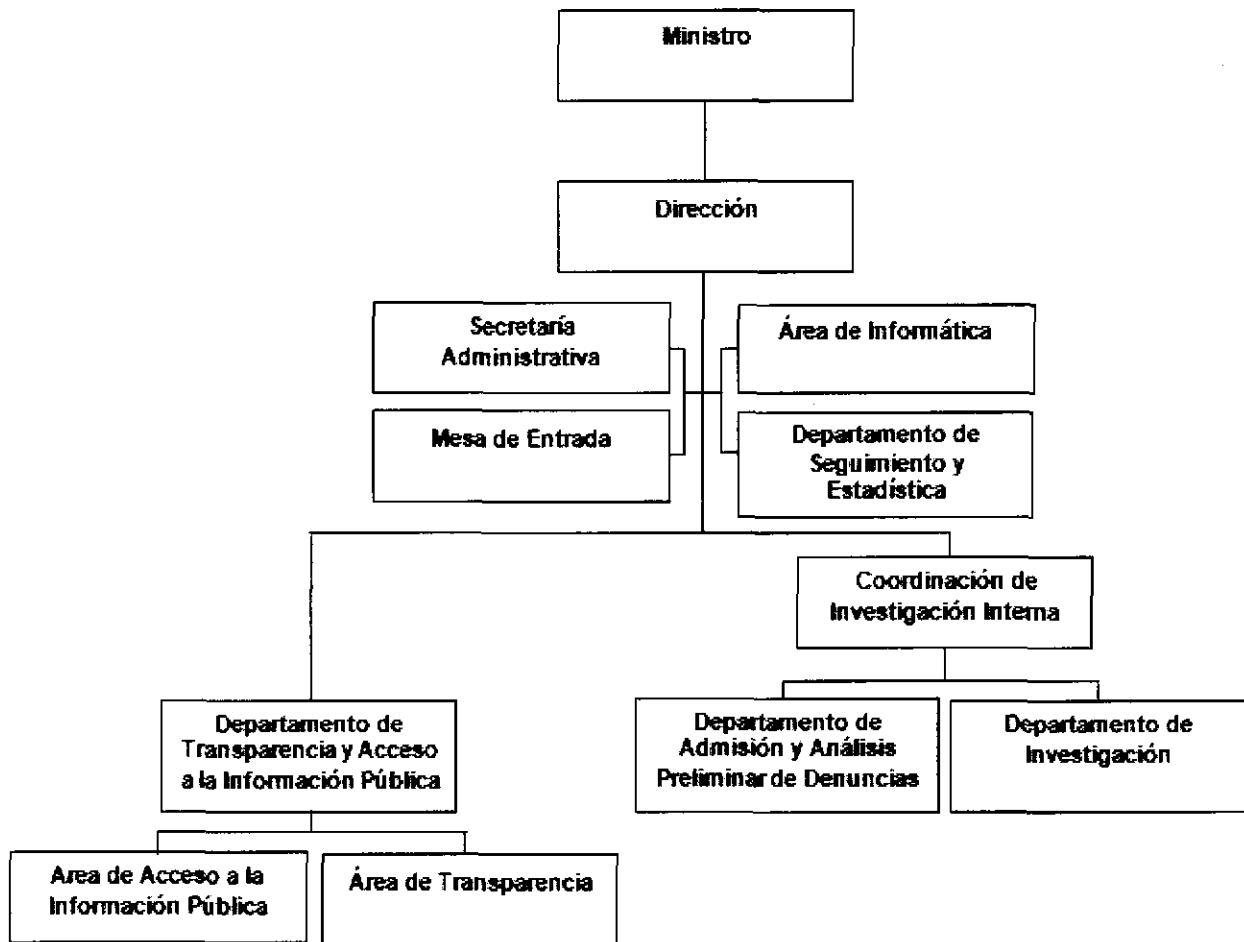 Ministro
Dirección
Secretaría
Administrativa
Área de Informática
Mesa de Entrada
Departamento de
Seguimiento y
Estadística
Coordinación de
Investigación Interna
Departamento de
Transparencia y Acceso
a la Información Pública
Departamento de
Admisión y Análisis
Preliminar de Denuncias
Departamento de
Investigación
Area de Acceso a la
Información Pública
Área de Transparencia